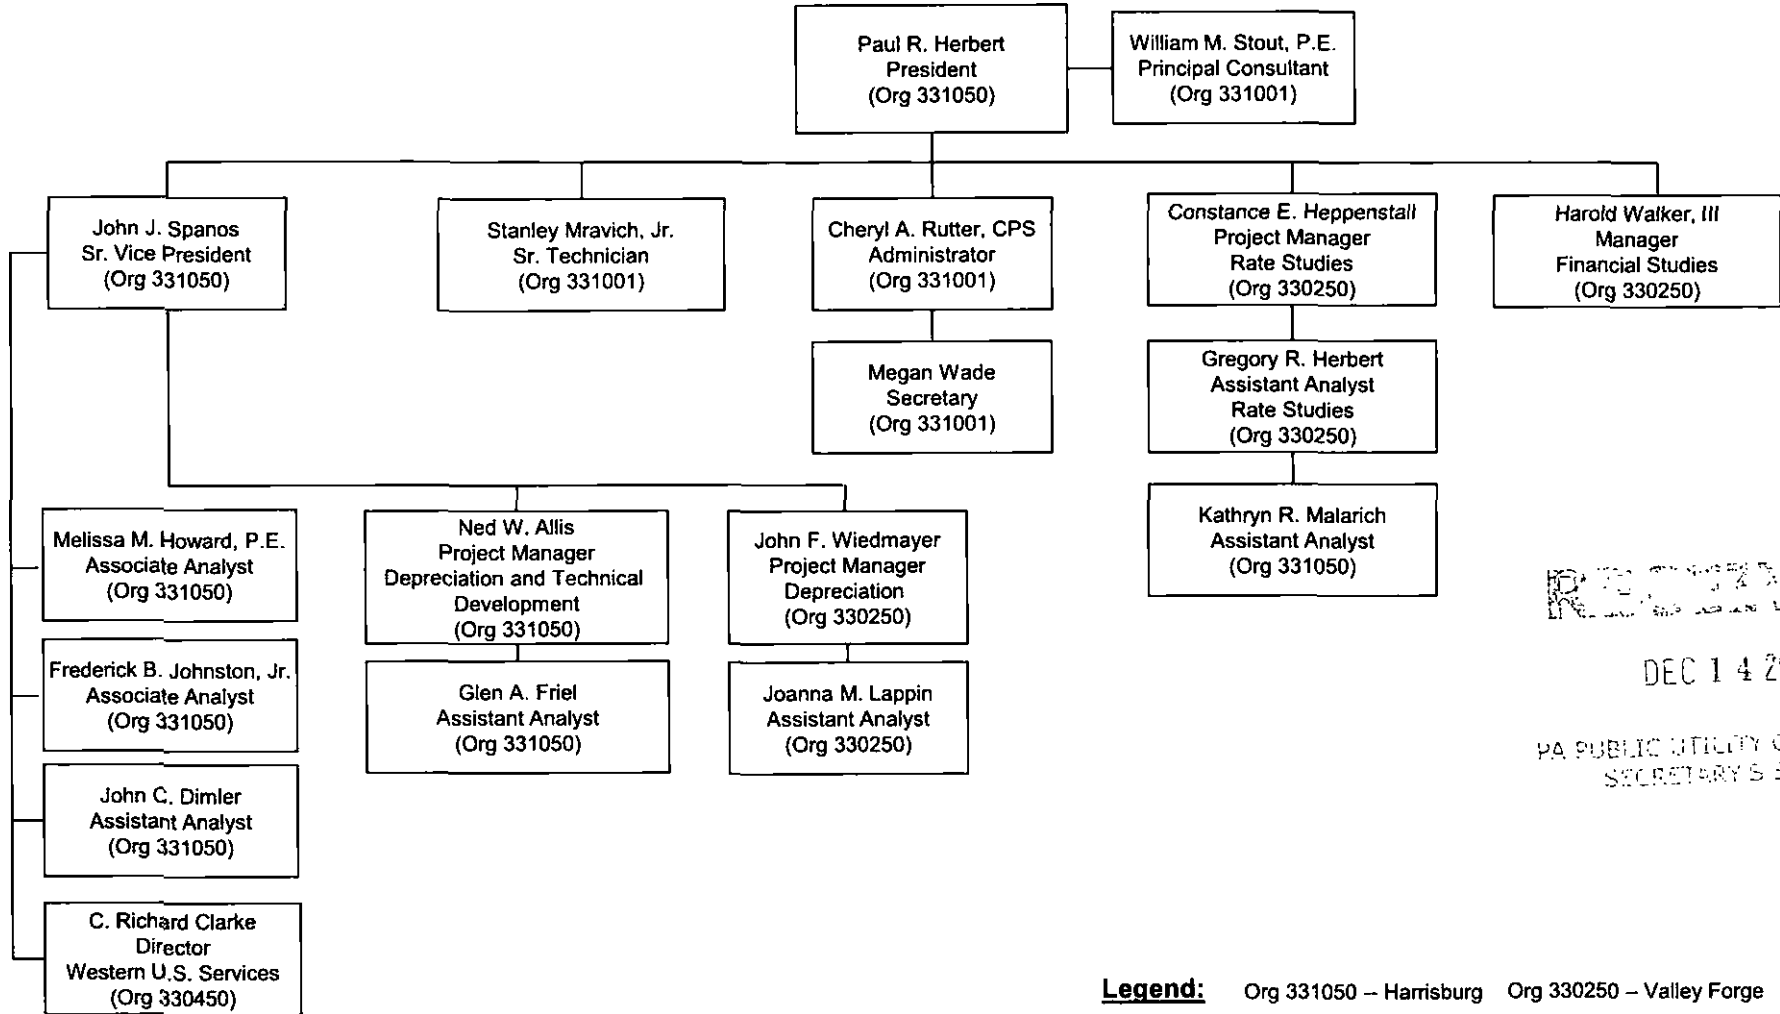 Paul R. Herbert
President
(Org 331050)
William M. Stout, P.E.
Principal Consultant
(Org 331001)
John J. Spanos
Sr. Vice President
(Org 331050)
Stanley Mravich, Jr.
Sr. Technician
(Org 331001)
Cheryl A. Rutter, CPS
Administrator
(Org 331001)
Constance E. Heppenstall
Project Manager
Rate Studies
(Org 330250)
Harold Walker, III
Manager
Financial Studies
(Org 330250)
Megan Wade
Secretary
(Org 331001)
Gregory R. Herbert
Assistant Analyst
Rate Studies
(Org 330250)
Melissa M. Howard, P.E.
Associate Analyst
(Org 331050)
Ned W. Allis
Project Manager
Depreciation and Technical
Development
(Org 331050)
John F. Wiedmayer
Project Manager
Depreciation
(Org 330250)
Kathryn R. Malarich
Assistant Analyst
(Org 331050)
Frederick B. Johnston, Jr.
Associate Analyst
(Org 331050)
Glen A. Friel
Assistant Analyst
(Org 331050)
Joanna M. Lappin
Assistant Analyst
(Org 330250)
John C. Dimler
Assistant Analyst
(Org 331050)
C. Richard Clarke
Director
Western U.S. Services
(Org 330450)
DEC 14
PA PUBLIC UTILITY
SECRETARY'S
Legend: Org 331050 – Harrisburg Org 330250 – Valley Forge